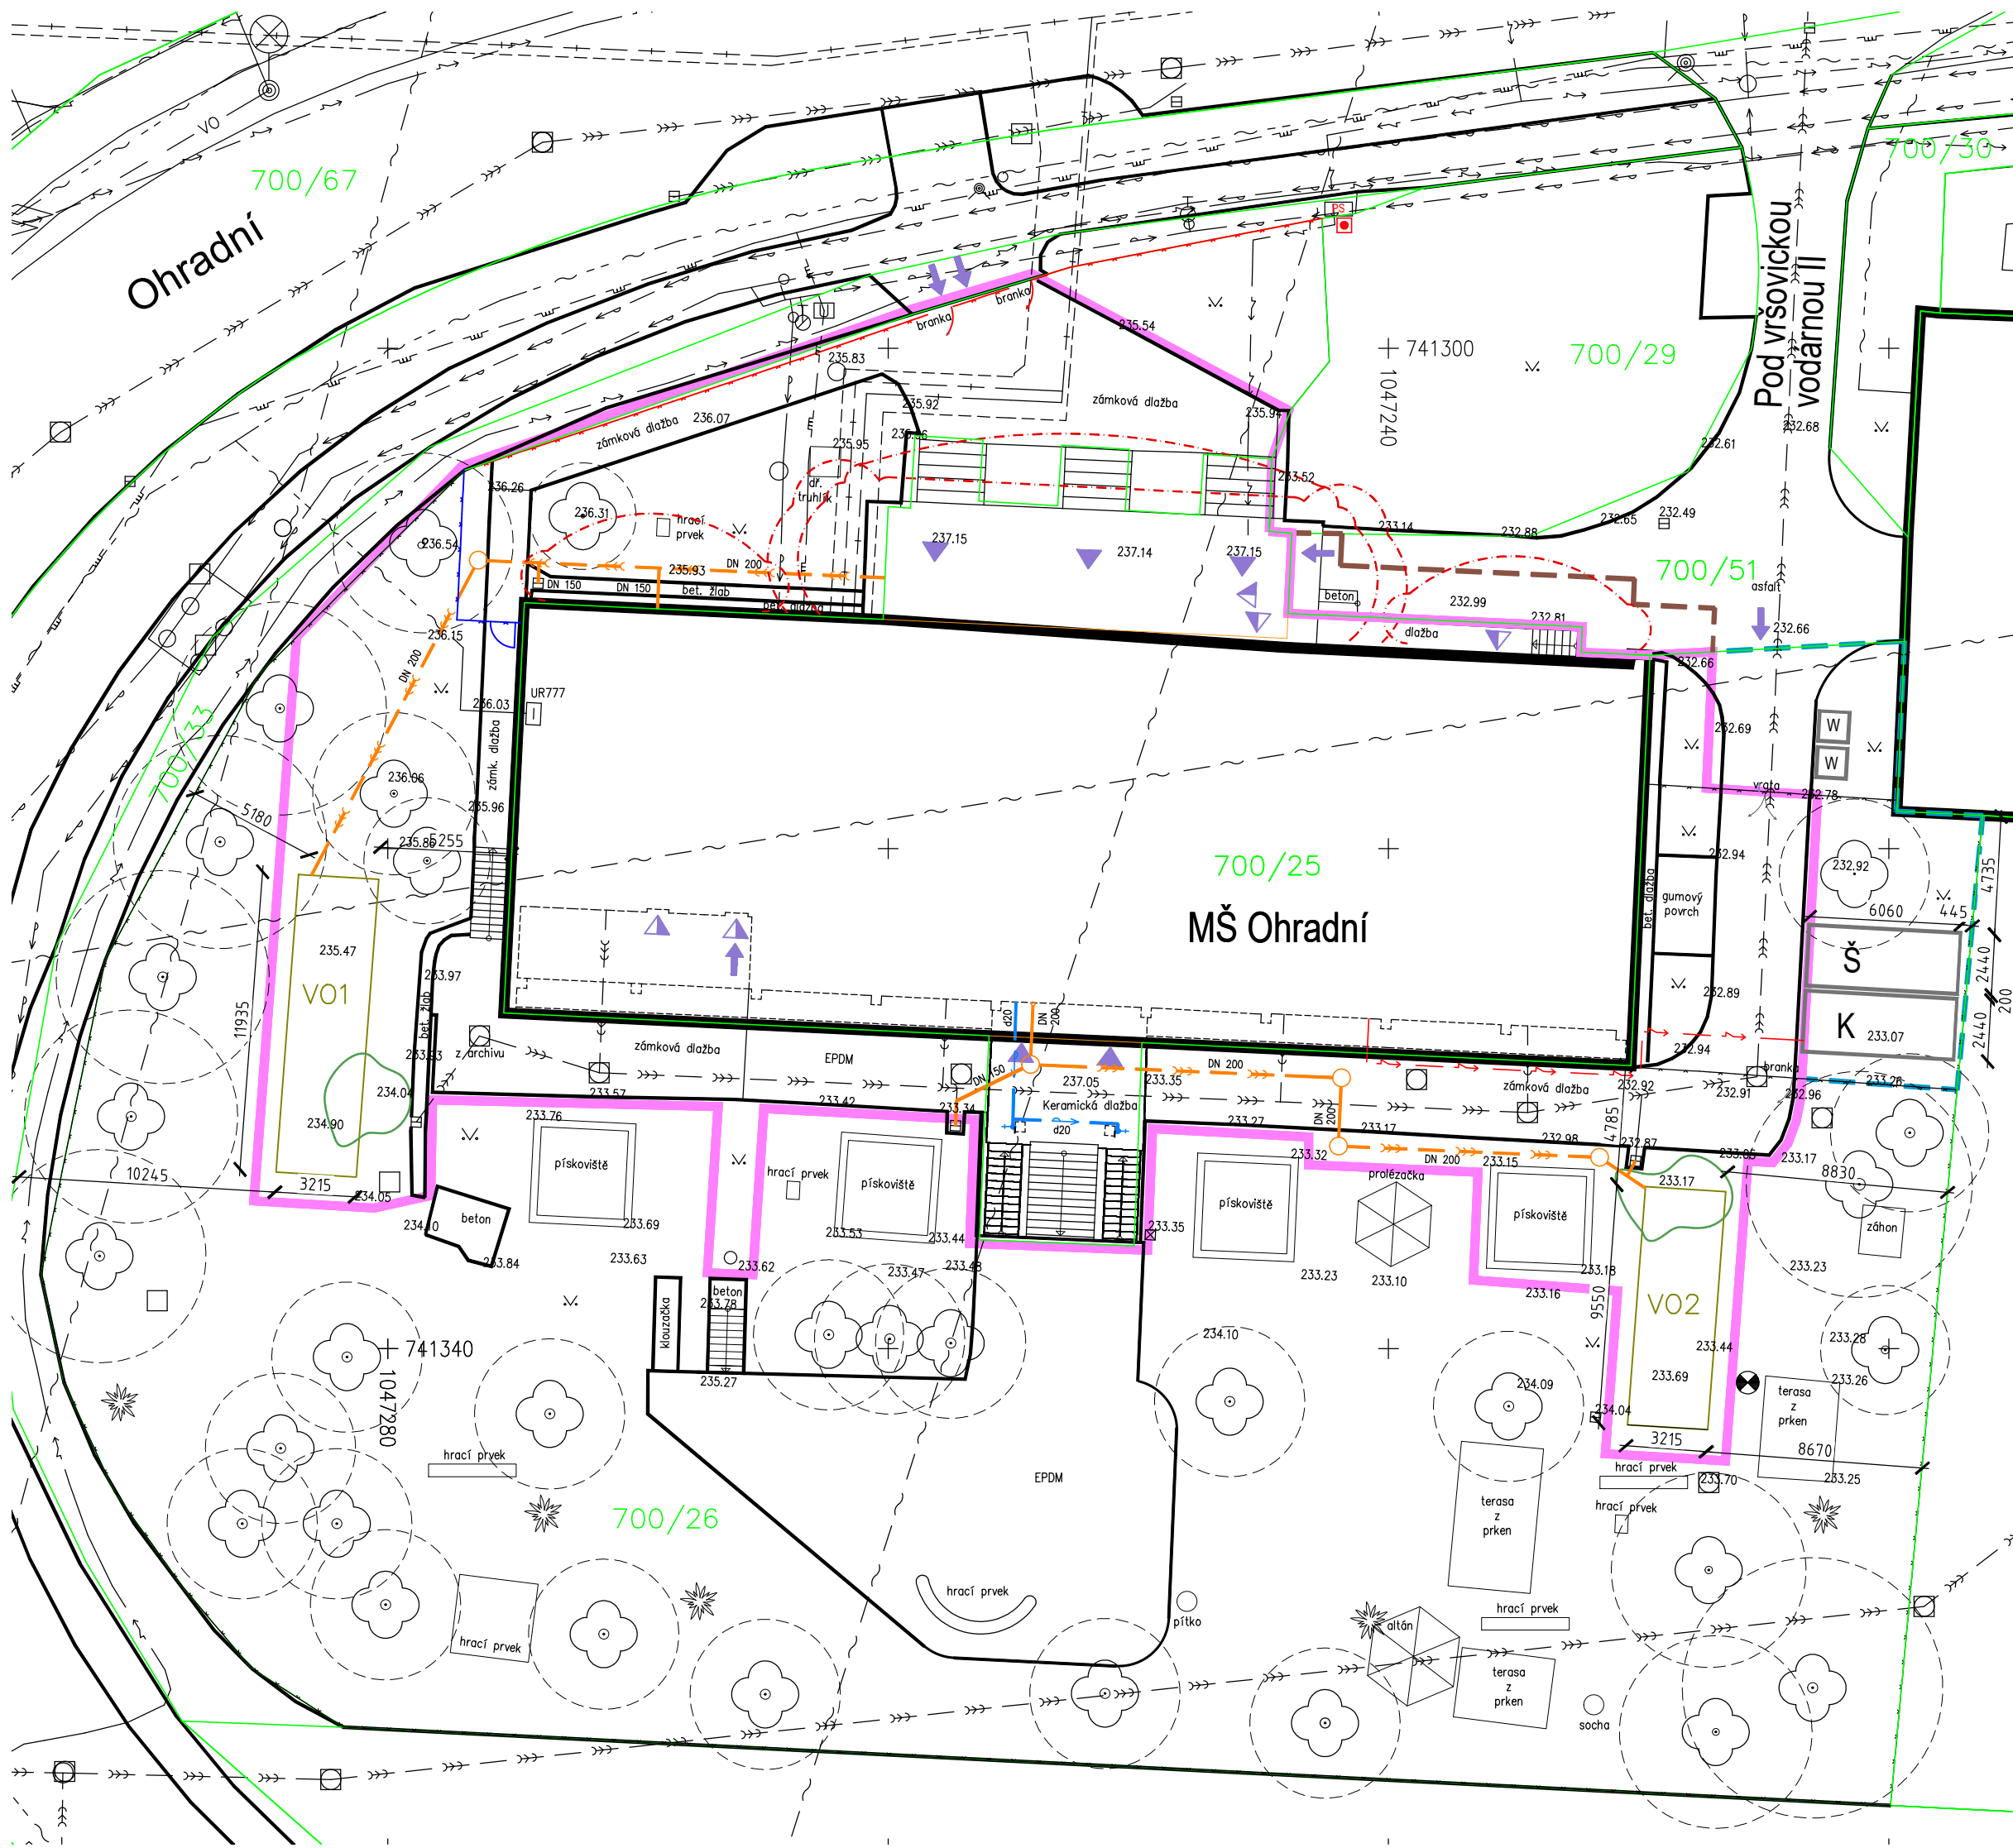 VO
700/67
Ohradní
700/30
Pod vršovickou
vodárnou II
PS
branka
branka
235.54
741300
1047240
700/29
235.83
zámková dlažba
236.07
235.92
zámková dlažba
235.94
232.68
232.61
235.95
236.26
dř.
truhlík
233.52
236.31
hrací
prvek
233.14
232.88
232.65
232.49
236.54
237.15
237.14
237.15
DN 200
235.93
DN 150
DN 150
bet. žlab
bet. dlažba
700/51
asfalt
beton
232.99
232.81
dlažba
232.66
236.15
DN 200
232.66
236.03
UR777
zámk. dlažba
232.69
W
W
700/33
236.06
235.96
vrata
232.78
5180
235.86
5255
700/25
232.94
232.92
4735
MŠ Ohradní
bet. dlažba
gumový
povrch
6060
445
235.47
V01
233.97
Š
2440
200
232.89
11935
bet. žlab
d20
DN
200
K
233.07
2440
233.93
z archivu
zámková dlažba
EPDM
DN 200
232.94
branka
DN 150
237.05
233.35
zámková dlažba
232.92
232.91
232.96
233.26
234.04
233.57
233.42
233.34
Keramická dlažba
d20
233.76
233.27
DN
200
233.17
232.98
4785
232.87
234.90
233.32
DN 200
233.15
233.17
8830
pískoviště
hrací prvek
pískoviště
prolézačka
10245
3215
234.05
pískoviště
pískoviště
233.17
záhon
234.10
beton
233.69
233.53
233.44
233.35
233.84
233.63
233.62
233.47
233.48
233.23
233.10
233.18
233.23
233.16
beton
233.78
klouzačka
9550
V02
741340
1047280
234.10
233.44
233.28
235.27
233.69
234.09
233.26
234.04
terasa
z
prken
3215
8670
hrací prvek
EPDM
hrací prvek
233.70
233.25
700/26
terasa
z
prken
hrací prvek
hrací prvek
pítko
hrací prvek
altán
hrací prvek
terasa
z
prken
socha